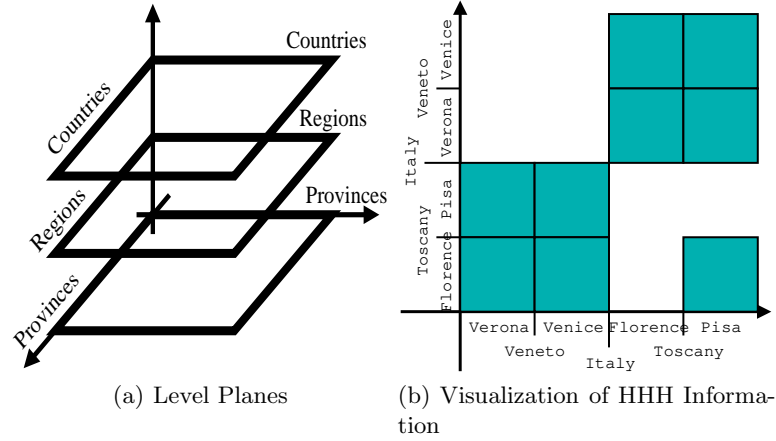 Countries
Countries
Regions
Regions
Provinces
Provinces
(a) Level Planes
Venice
Veneto
Verona
Italy
Pisa
Toscany
Florence
Verona Venice Florence Pisa
Veneto Toscany
Italy
(b) Visualization of HHH Informa-
tion